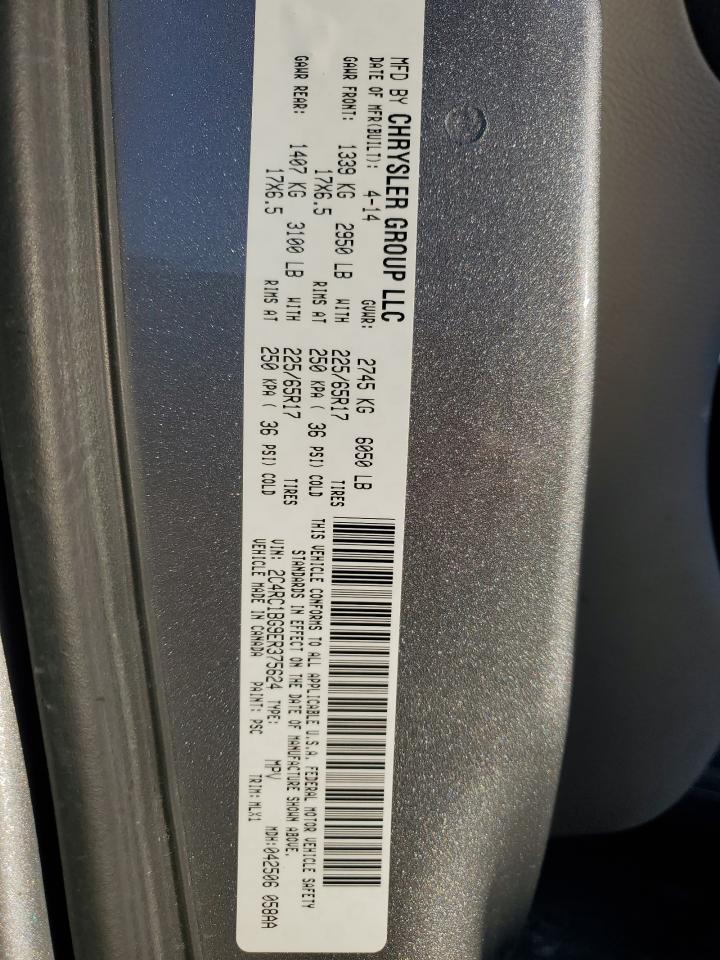 MFD BY CHRYSLER GROUP LLC
DATE OF MFR(BUILT): 4-14 GVWR: 2745 KG 6050 LB
GAWR FRONT: 1339 KG 2950 LB WITH 225/65R17 TIRES
17X6.5 RIMS AT 250 KPA ( 36 PSI) COLD
GAWR REAR: 1407 KG 3100 LB WITH 225/65R17 TIRES
17X6.5 RIMS AT 250 KPA ( 36 PSI) COLD
THIS VEHICLE CONFORMS TO ALL APPLICABLE U.S.A. FEDERAL MOTOR VEHICLE SAFETY
STANDARDS IN EFFECT ON THE DATE OF MANUFACTURE SHOWN ABOVE.
VIN: 2C4RC1BG9ER375624 TYPE: MPV MDH:042506 058AA
VEHICLE MADE IN CANADA PAINT: PSC TRIM: MLX1